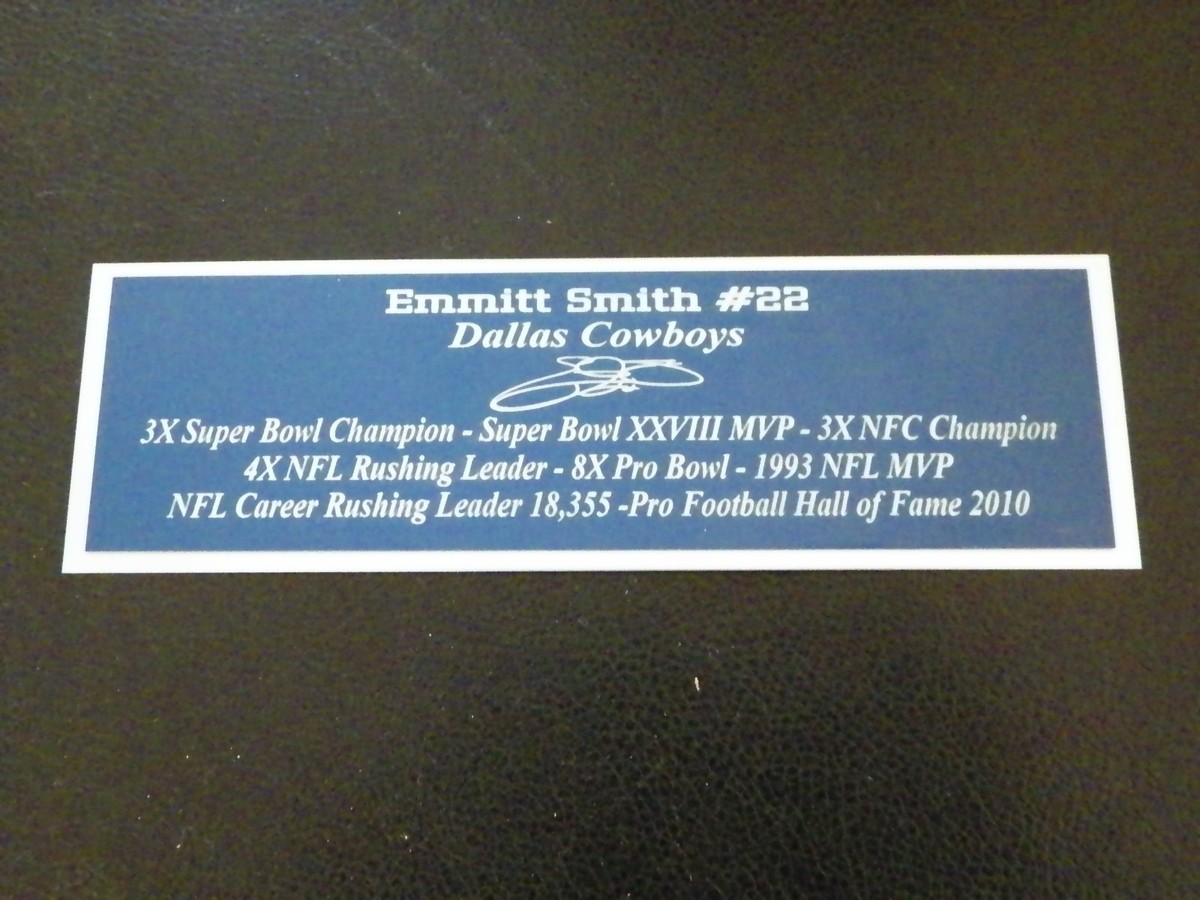 Emmitt Smith #22
Dallas Cowboys
3X Super Bowl Champion - Super Bowl XXVIII MVP - 3X NFC Champion
4X NFL Rushing Leader - 8X Pro Bowl - 1993 NFL MVP
NFL Career Rushing Leader 18,355 -Pro Football Hall of Fame 2010